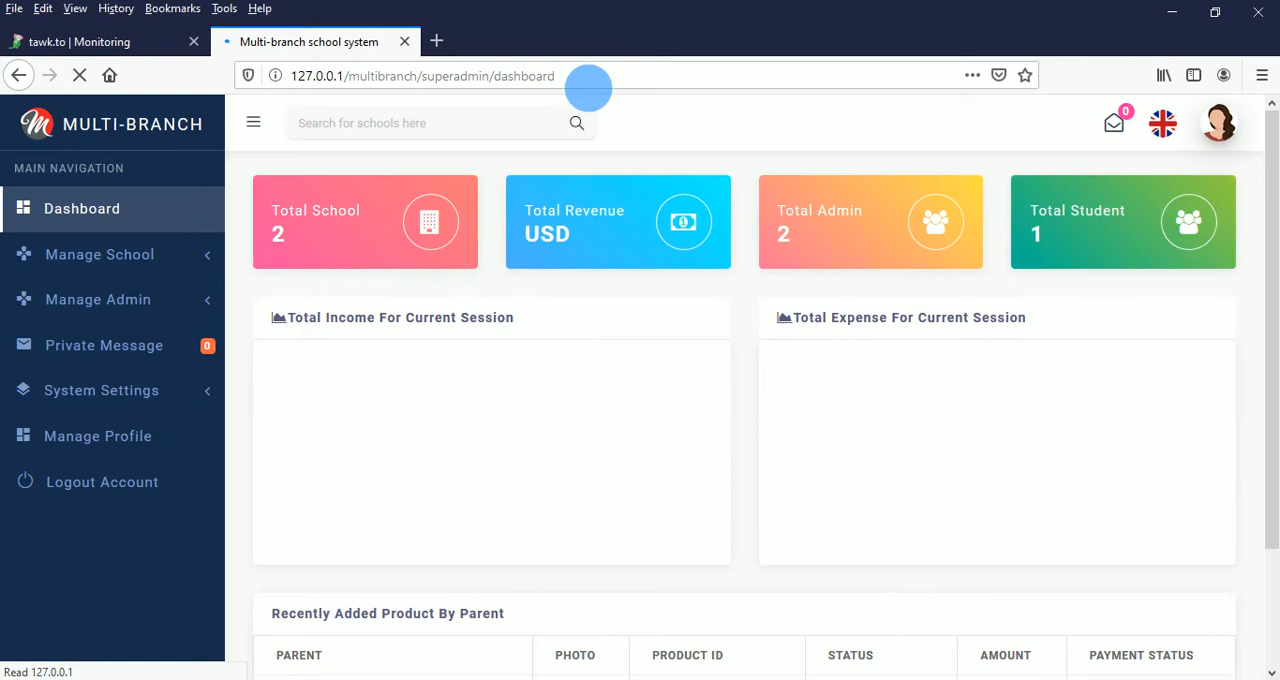 File Edit View History Bookmarks Tools Help
tawk.to | Monitoring
Multi-branch school system
127.0.0.1/multibranch/superadmin/dashboard
MULTI-BRANCH
Search for schools here
0
MAIN NAVIGATION
Dashboard
Manage School
Manage Admin
Private Message 0
System Settings
Manage Profile
Logout Account
Total School
2
Total Revenue
USD
Total Admin
2
Total Student
1
Total Income For Current Session
Total Expense For Current Session
Recently Added Product By Parent
PARENT PHOTO PRODUCT ID STATUS AMOUNT PAYMENT STATUS
Read 127.0.0.1